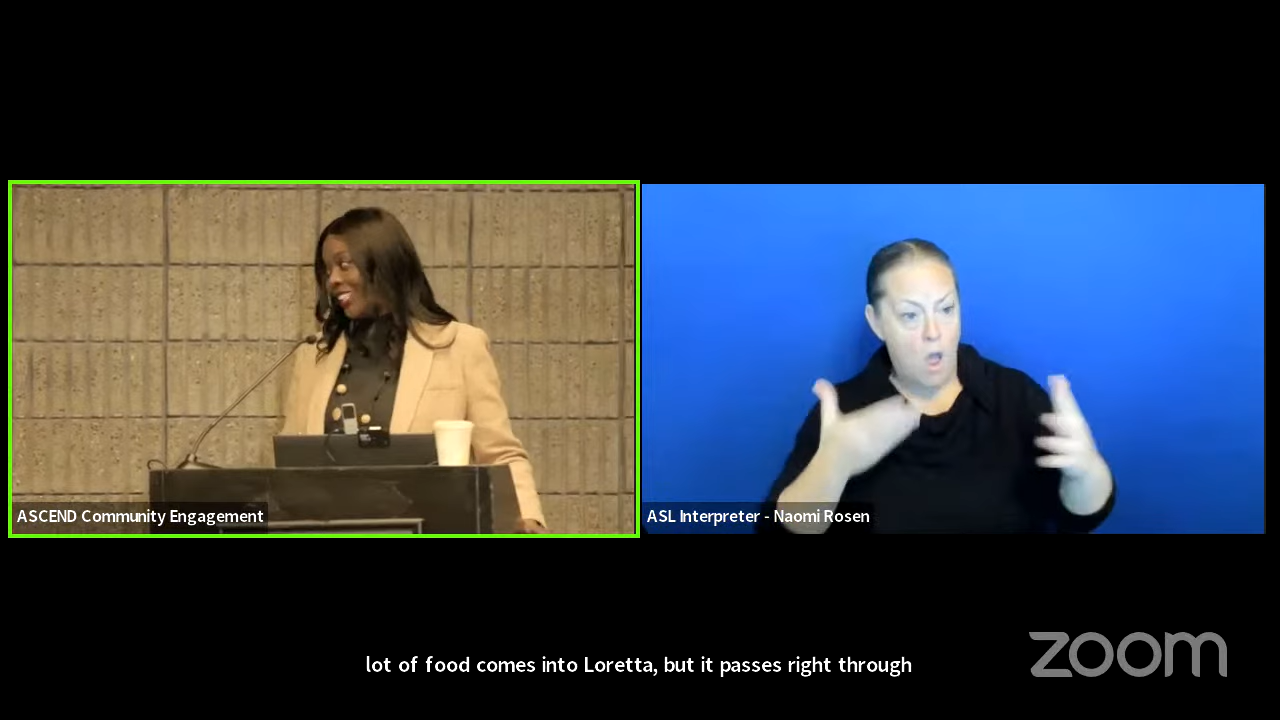 ASCEND Community Engagement
ASL Interpreter - Naomi Rosen
lot of food comes into Loretta, but it passes right through
zoom